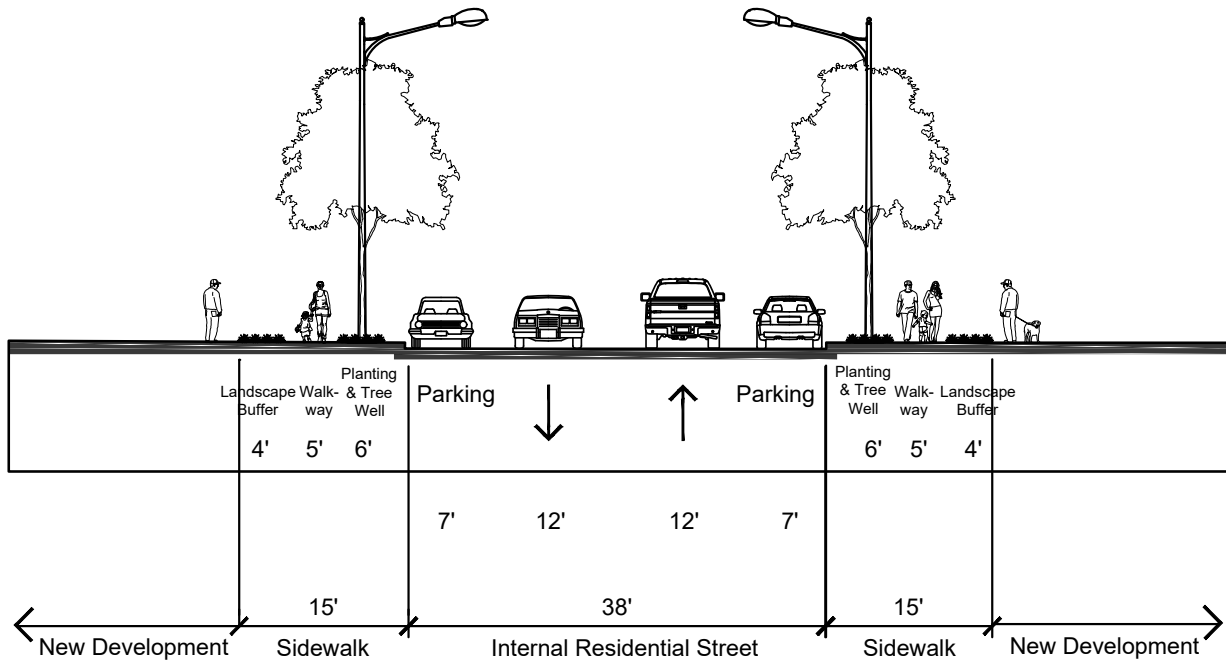 Landscape
Buffer
4'
Walk-
way
5'
Planting
& Tree
Well
6'
Parking
Parking
Planting
& Tree
Well
6'
Walk-
way
5'
Landscape
Buffer
4'
7'
12'
12'
7'
15'
38'
15'
New Development
Sidewalk
Internal Residential Street
Sidewalk
New Development